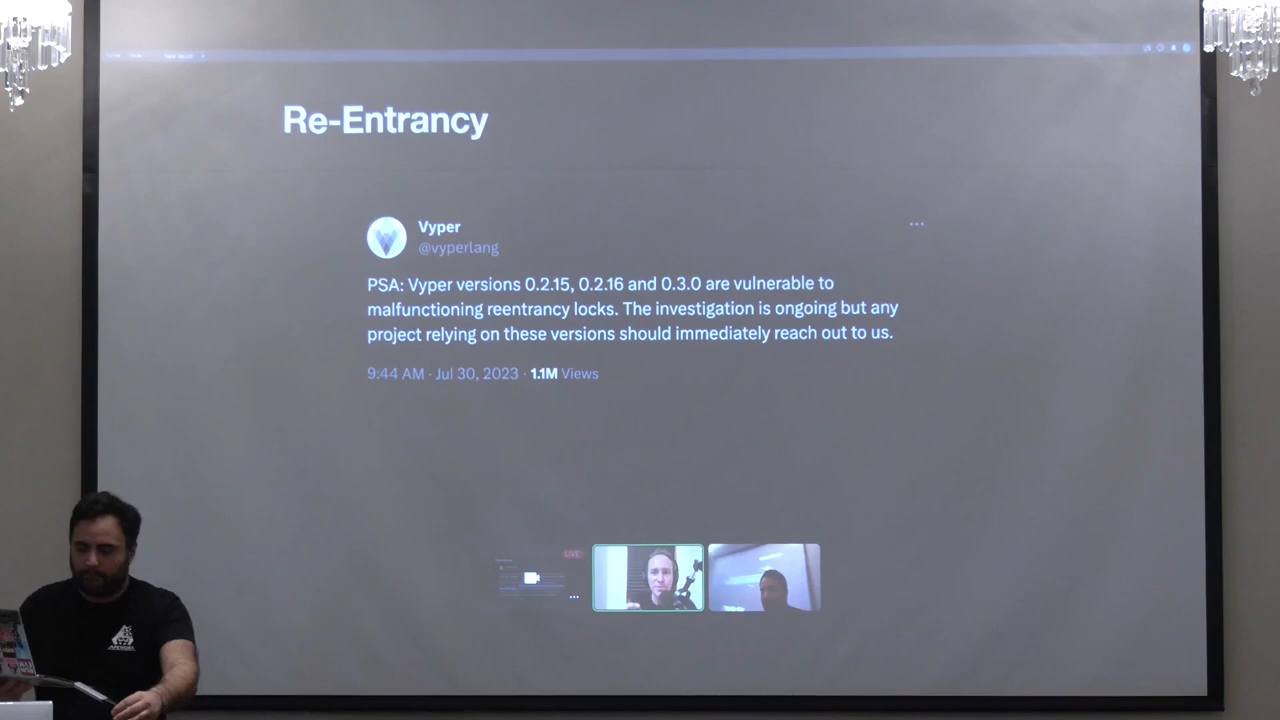 Re-Entrancy
Vyper
@vyperlang
PSA: Vyper versions 0.2.15, 0.2.16 and 0.3.0 are vulnerable to
malfunctioning reentrancy locks. The investigation is ongoing but any
project relying on these versions should immediately reach out to us.
9:44 AM · Jul 30, 2023 · 1.1M Views
LIVE